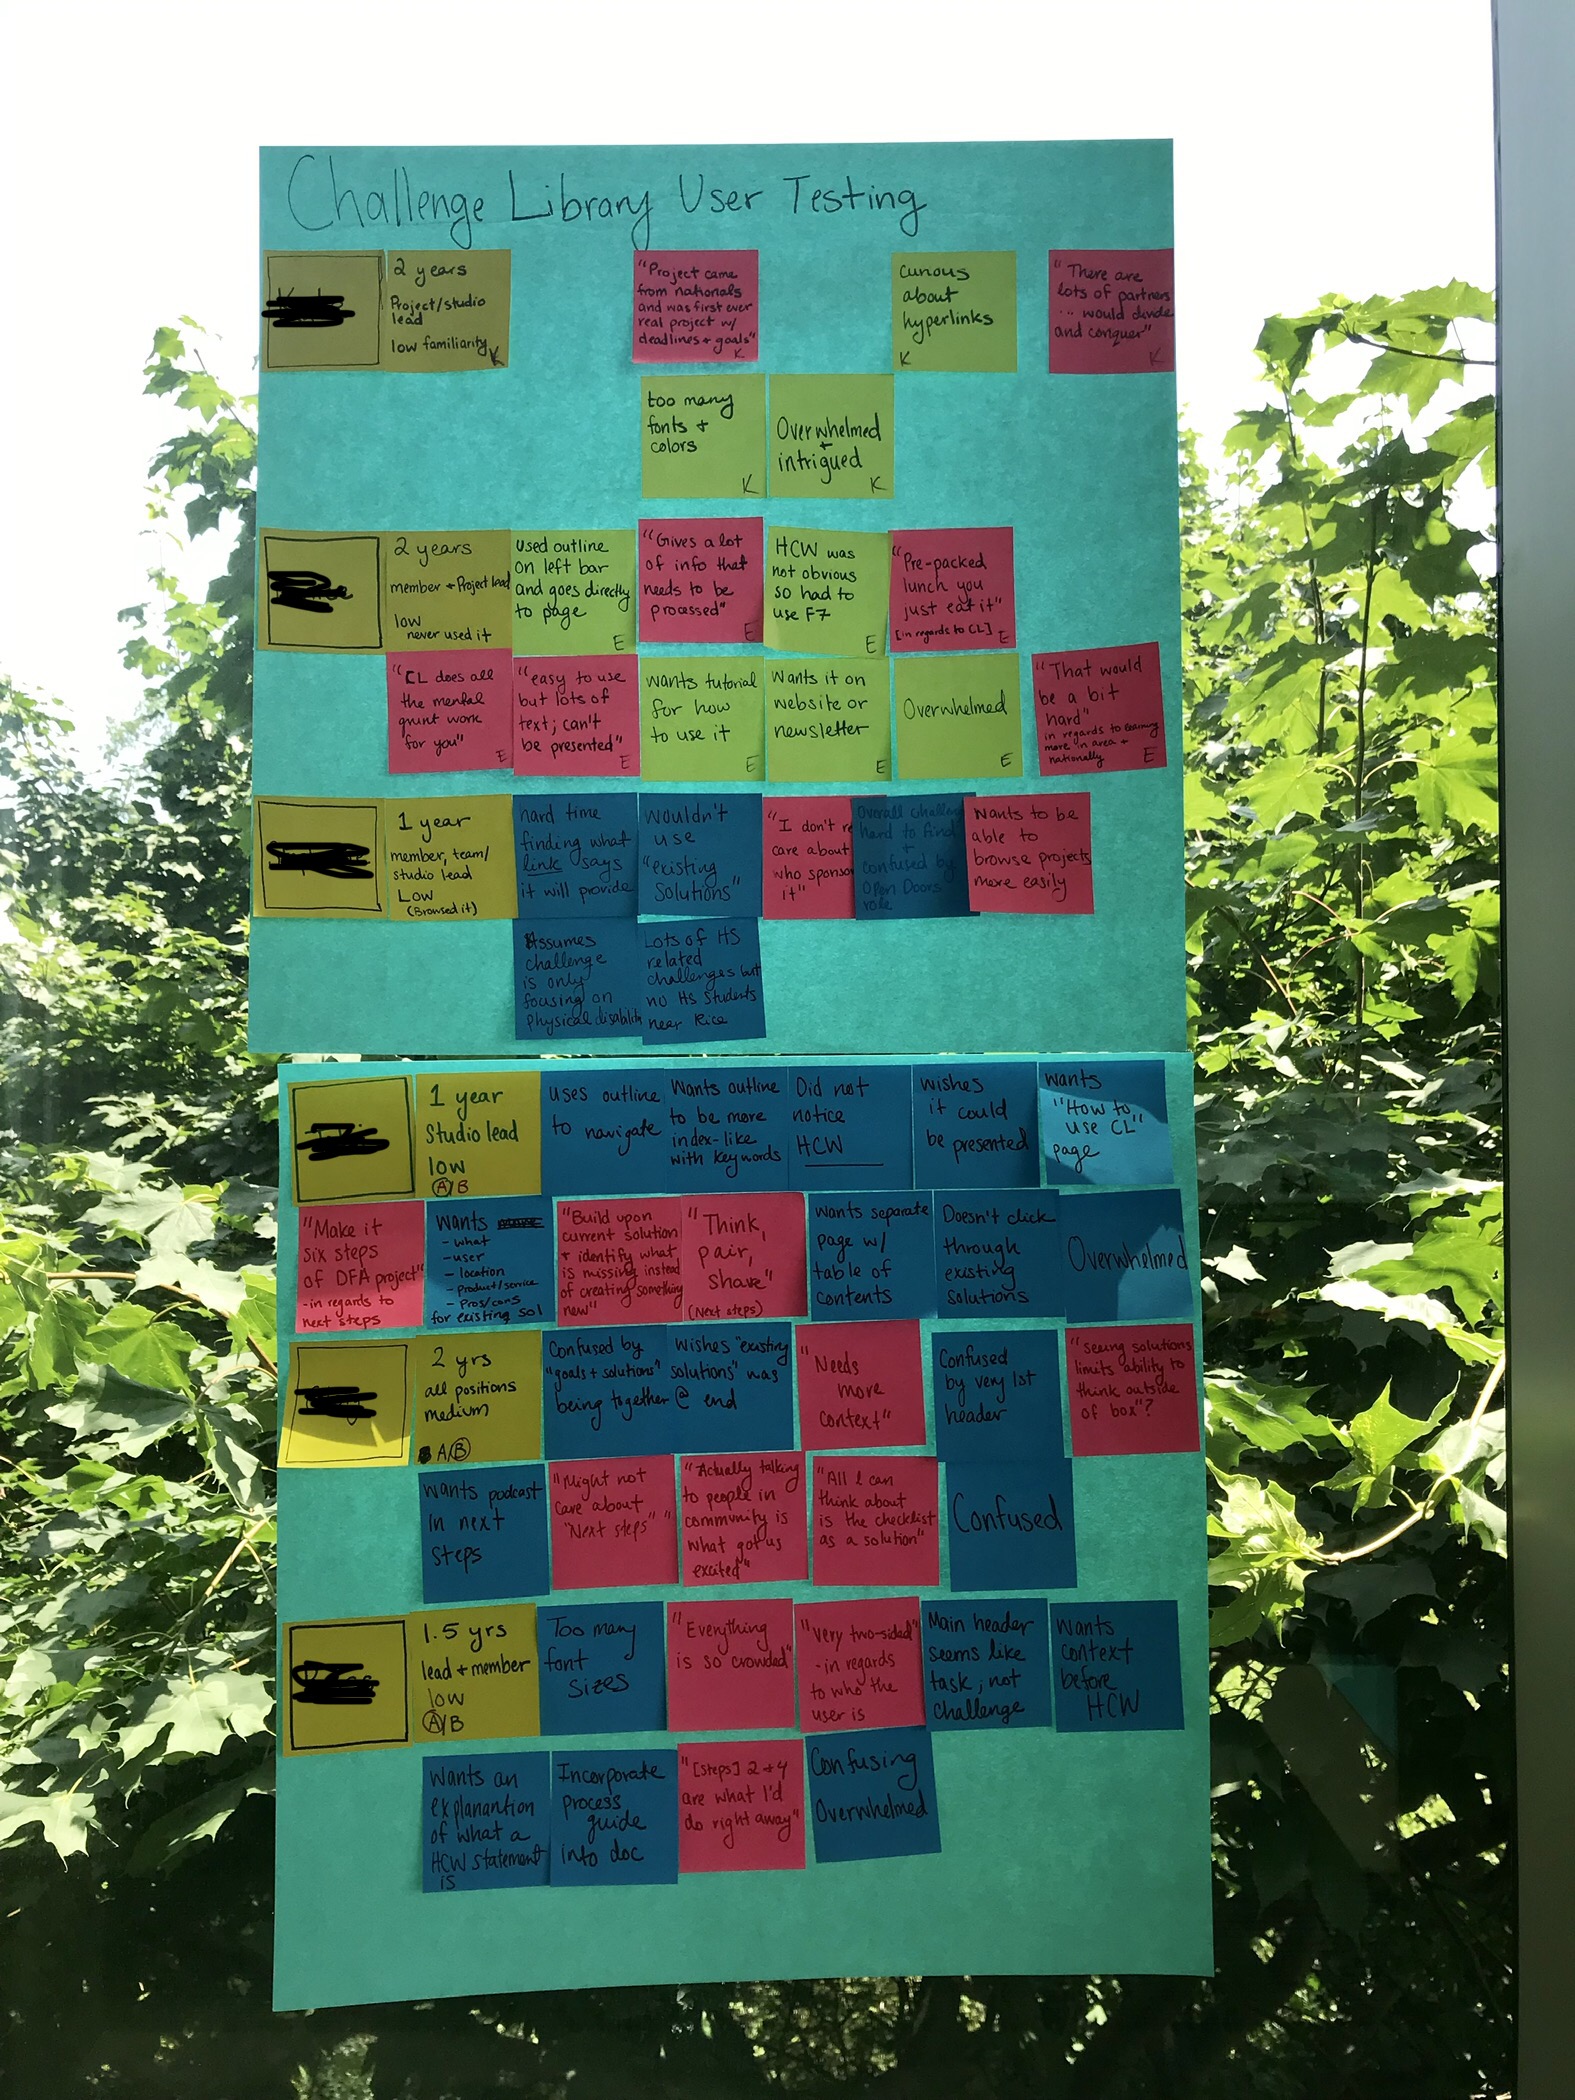 Challenge Library User Testing
2 years
Project/studio
lead
low familiarity
K
"Project came
from nationals
and was first ever
real project w/
deadlines + goals"
K
curious
about
hyperlinks
K
"There are
lots of partners
... would divide
and conquer"
K
too many
fonts +
colors
K
Overwhelmed
+
intrigued
K
2 years
member + Project lead
low
never used it
Used outline
on left bar
and goes directly
to page
E
"Gives a lot
of info that
needs to be
processed"
E
HCW was
not obvious
so had to
use F7
E
"Pre-packed
lunch you
just eat it"
[in regards to CL] E
"CL does all
the mental
grunt work
for you"
E
"easy to use
but lots of
text; can't
be presented"
E
wants tutorial
for how
to use it
E
Wants it on
website or
newsletter
E
Overwhelmed
E
"That would
be a bit
hard"
in regards to learning
more in area +
nationally
E
1 year
member, team/
studio lead
Low
(Browsed it)
hard time
finding what
link says
it will provide
wouldn't
use
"existing
solutions"
"I don't re
care about
who sponso
it"
Overall challeng
hard to find
+
confused by
Open Doors
role
Wants to be
able to
browse projects
more easily
Assumes
challenge
is only
focusing on
physical disability
Lots of HS
related
challenges but
no HS students
near Rice
1 year
Studio lead
low
A/B
uses outline
to navigate
Wants outline
to be more
index-like
with keywords
Did not
notice
HCW
wishes
it could
be presented
wants
"How to
use CL"
page
"Make it
six steps
of DFA project"
-in regards to
next steps
Wants
- what
- user
- location
- Product/service
- Pros/cons
for existing sol
"Build upon
current solution
+ identify what
is missing instead
of creating something
new"
"Think,
pair,
share"
(Next steps)
wants separate
page w/
table of
contents
Doesn't click
through
existing
solutions
Overwhelmed
2 yrs
all positions
medium
A/B
Confused by
"goals + solutions"
being together
Wishes "existing
solutions" was
@ end
"Needs
more
context"
Confused
by very 1st
header
"seeing solutions
limits ability to
think outside
of box"?
wants podcast
in next
steps
"Might not
care about
"Next steps" "
"Actually talking
to people in
community is
what got us
excited"
"All I can
think about
is the checklist
as a solution"
Confused
1.5 yrs
lead + member
low
A/B
Too many
font
sizes
"Everything
is so crowded"
"very two-sided"
-in regards
to who the
user is
Main header
seems like
task, not
challenge
Wants
context
before
HCW
Wants an
explanantion
of what a
HCW statement
is
Incorporate
process
guide
into doc
"[Steps] 2 + 4
are what I'd
do right away"
Confusing
Overwhelmed